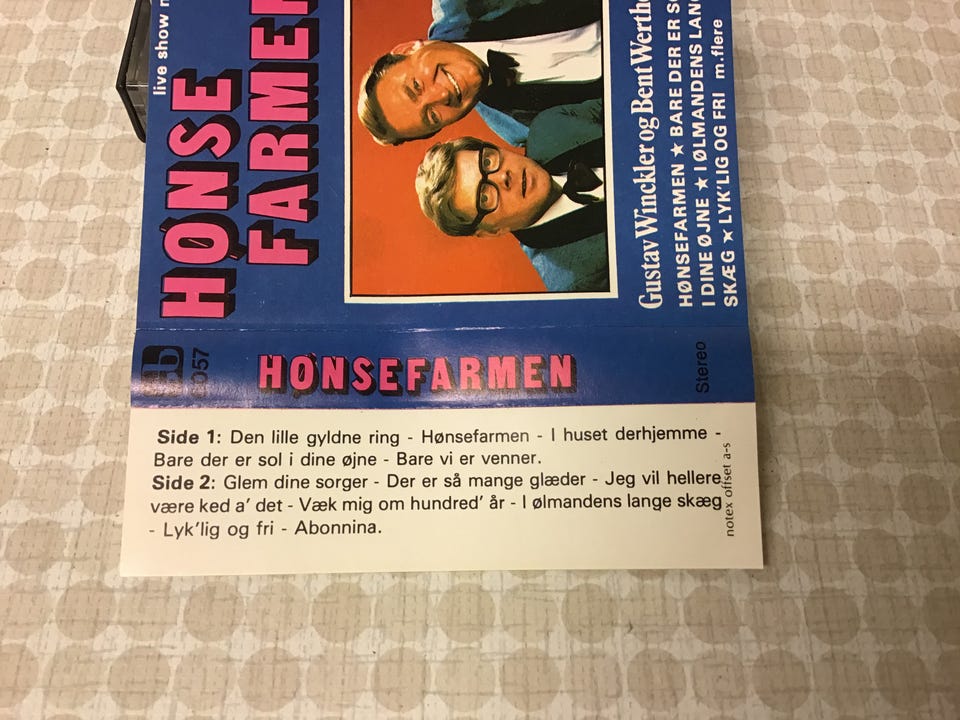 live show
HØNSE
FARMEN
Gustav Winckler og Bent Werthe
HØNSEFARMEN ★ BARE DER ER SO
I DINE ØJNE ★ I ØLMANDENS LANG
SKÆG ★ LYK'LIG OG FRI m.flere
HØNSEFARMEN
Stereo
Side 1: Den lille gyldne ring - Hønsefarmen - I huset derhjemme -
Bare der er sol i dine øjne - Bare vi er venner.
Side 2: Glem dine sorger - Der er så mange glæder - Jeg vil hellere
være ked a' det - Væk mig om hundred' år - I ølmandens lange skæg
- Lyk'lig og fri - Abonnina.
notex offset a-s